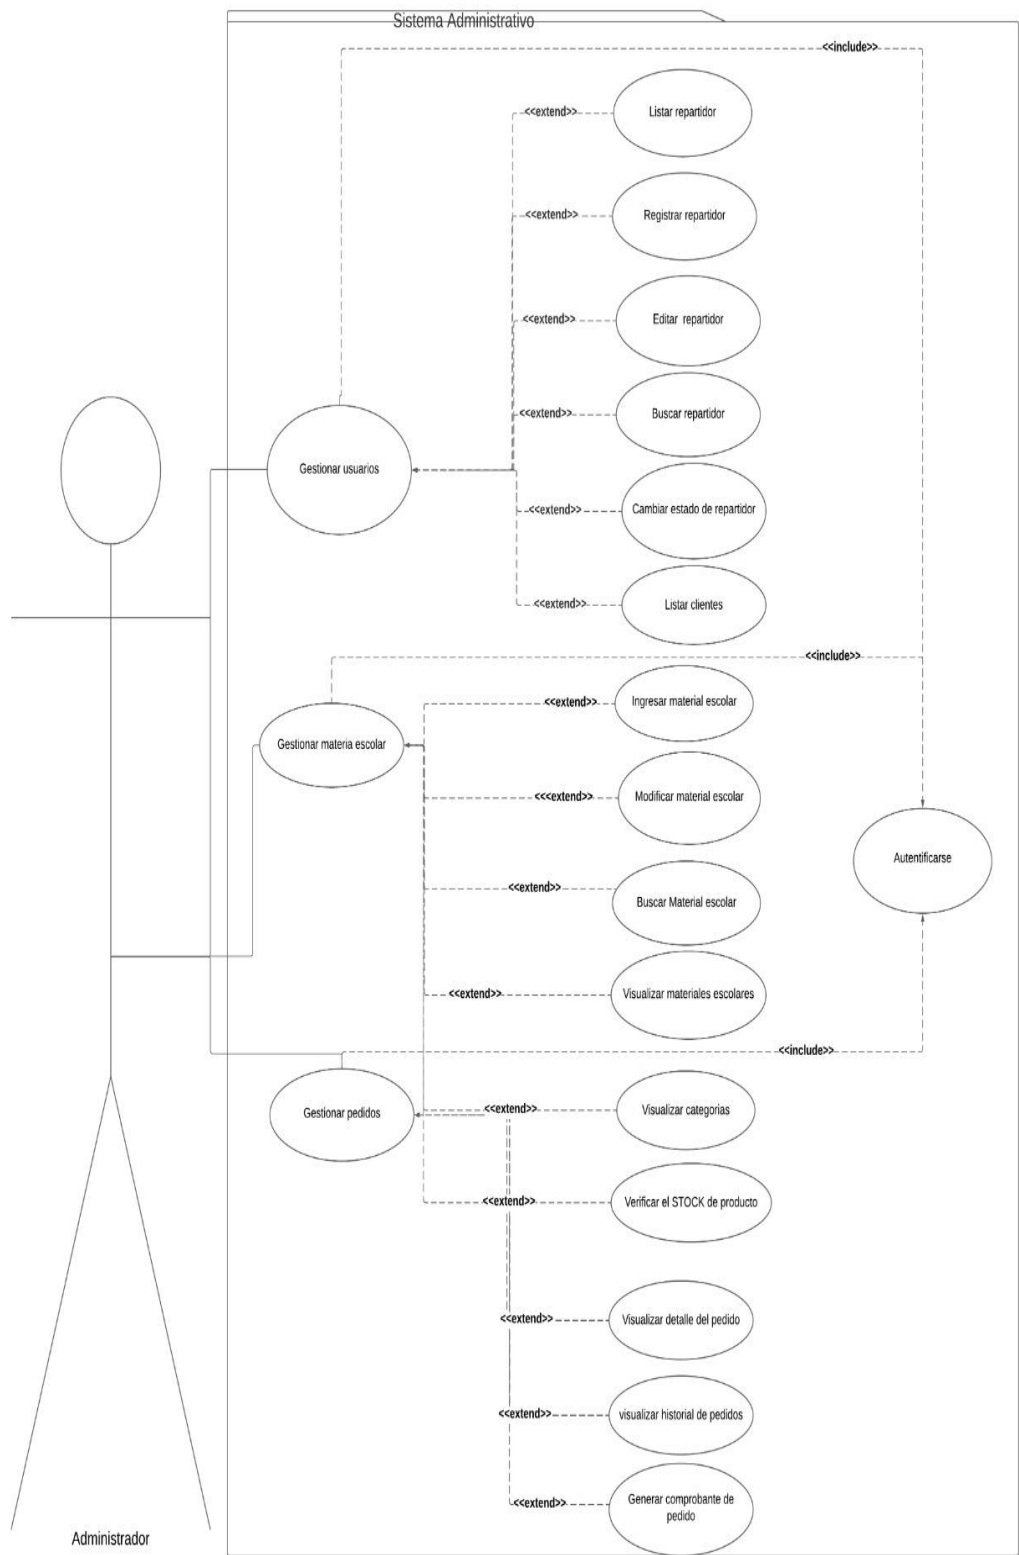 Sistema Administrativo
<<include>>
<<extend>>
Listar repartidor
<<extend>>
Registrar repartidor
<<extend>>
Editar repartidor
<<extend>>
Buscar repartidor
Gestionar usuarios
<<extend>>
Cambiar estado de repartidor
<<extend>>
Listar clientes
<<include>>
<<extend>>
Ingresar material escolar
Gestionar materia escolar
<<<extend>>
Modificar material escolar
Autentificarse
<<extend>>
Buscar Material escolar
<<extend>>
Visualizar materiales escolares
<<include>>
Gestionar pedidos
<<extend>>
Visualizar categorias
<<extend>>
Verificar el STOCK de producto
<<extend>>
Visualizar detalle del pedido
<<extend>>
visualizar historial de pedidos
<<extend>>
Generar comprobante de
pedido
Administrador